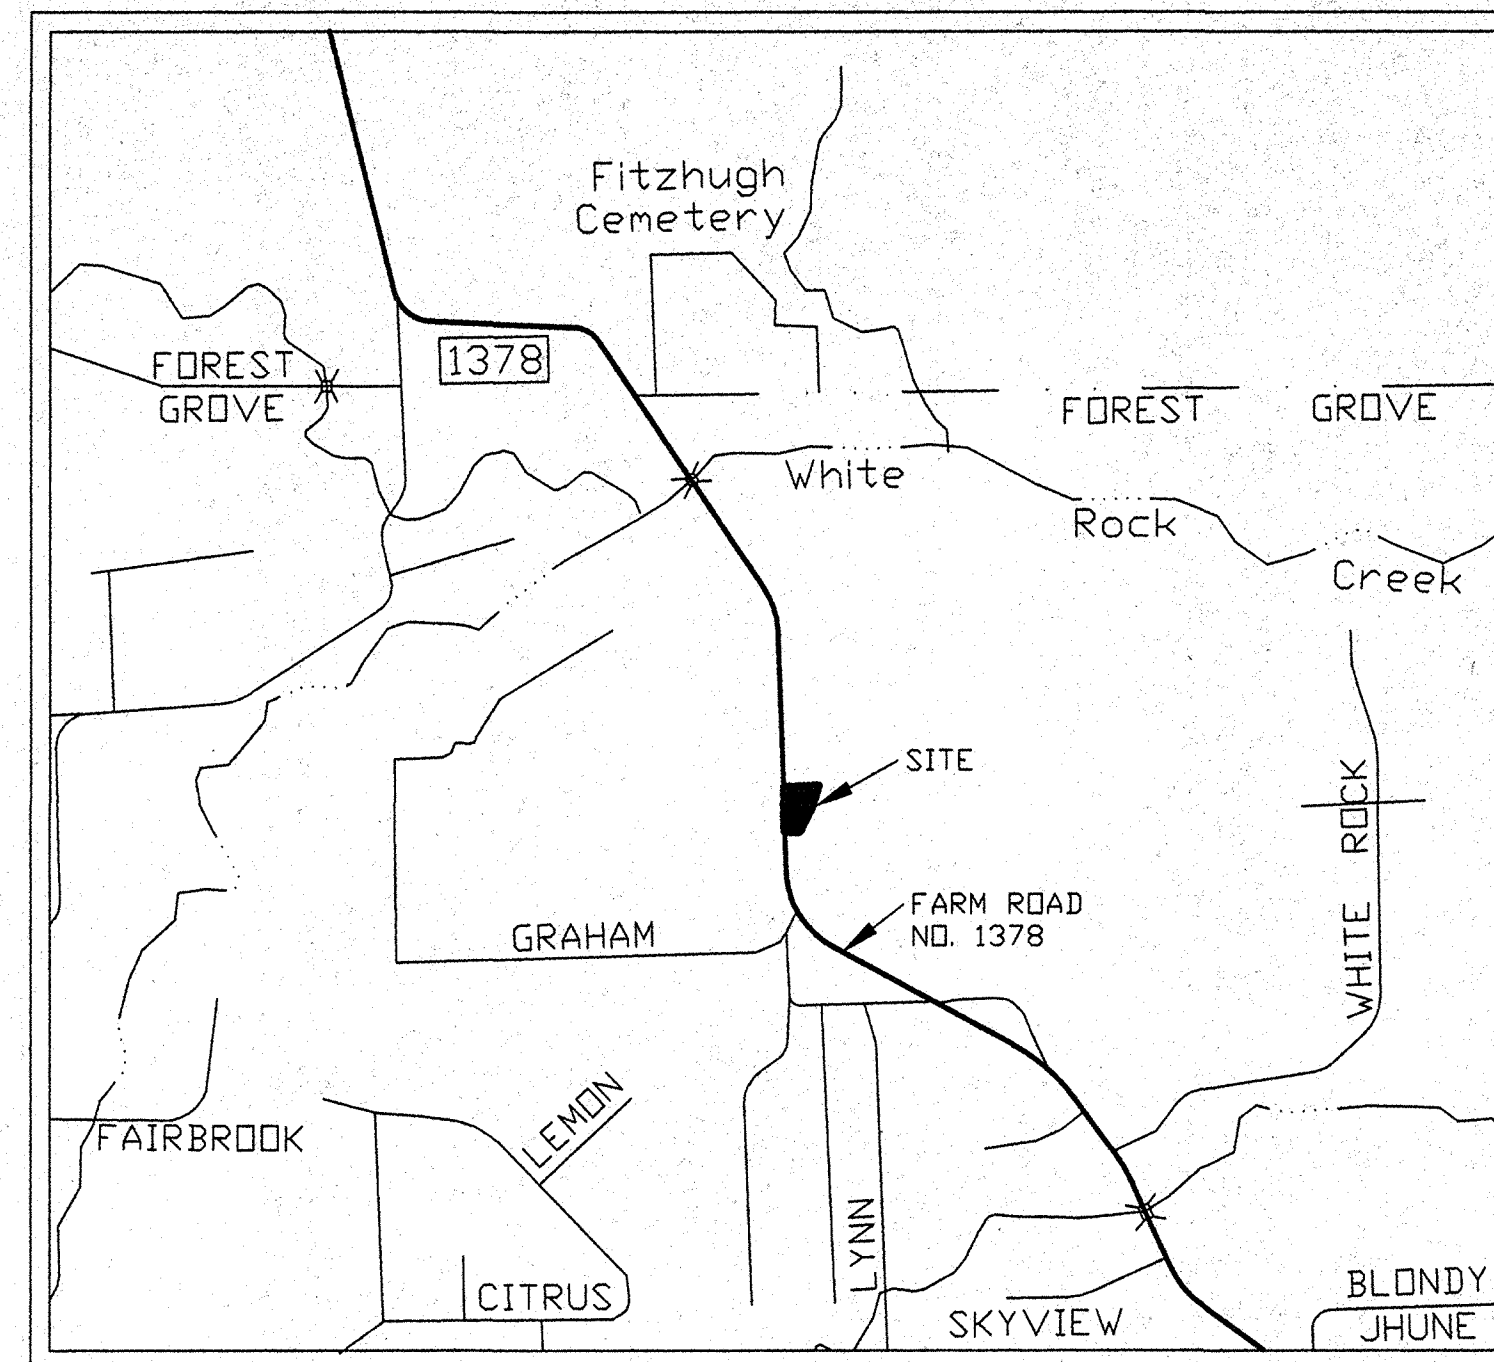 Fitzhugh
Cemetery
1378
FOREST
GROVE
FOREST GROVE
White
Rock
Creek
SITE
WHITE ROCK
FARM ROAD
NO. 1378
GRAHAM
LEMON
FAIRBROOK
LYNN
CITRUS
SKYVIEW
BLONDY
JHUNE